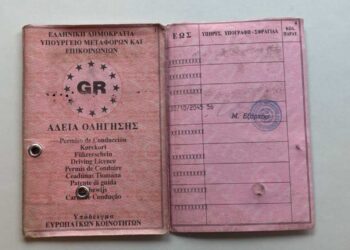 ΕΛΛΗΝΙΚΗ ΔΗΜΟΚΡΑΤΙΑ
ΥΠΟΥΡΓΕΙΟ ΜΕΤΑΦΟΡΩΝ ΚΑΙ
ΕΠΙΚΟΙΝΩΝΙΩΝ
GR
ΑΔΕΙΑ ΟΔΗΓΗΣΗΣ
Permiso de Conducción
Kørekort
Führerschein
Driving Licence
Permis de Conduire
Ceadúnas Tiomána
Patente di guida
Rijbewijs
Carta de Condução
Υπόδειγμα
ΕΥΡΩΠΑΪΚΩΝ ΚΟΙΝΟΤΗΤΩΝ
ΕΩΣ
ΥΠΗΡΕΣ. ΥΠΟΓΡΑΦΗ-ΣΦΡΑΓΙΔΑ